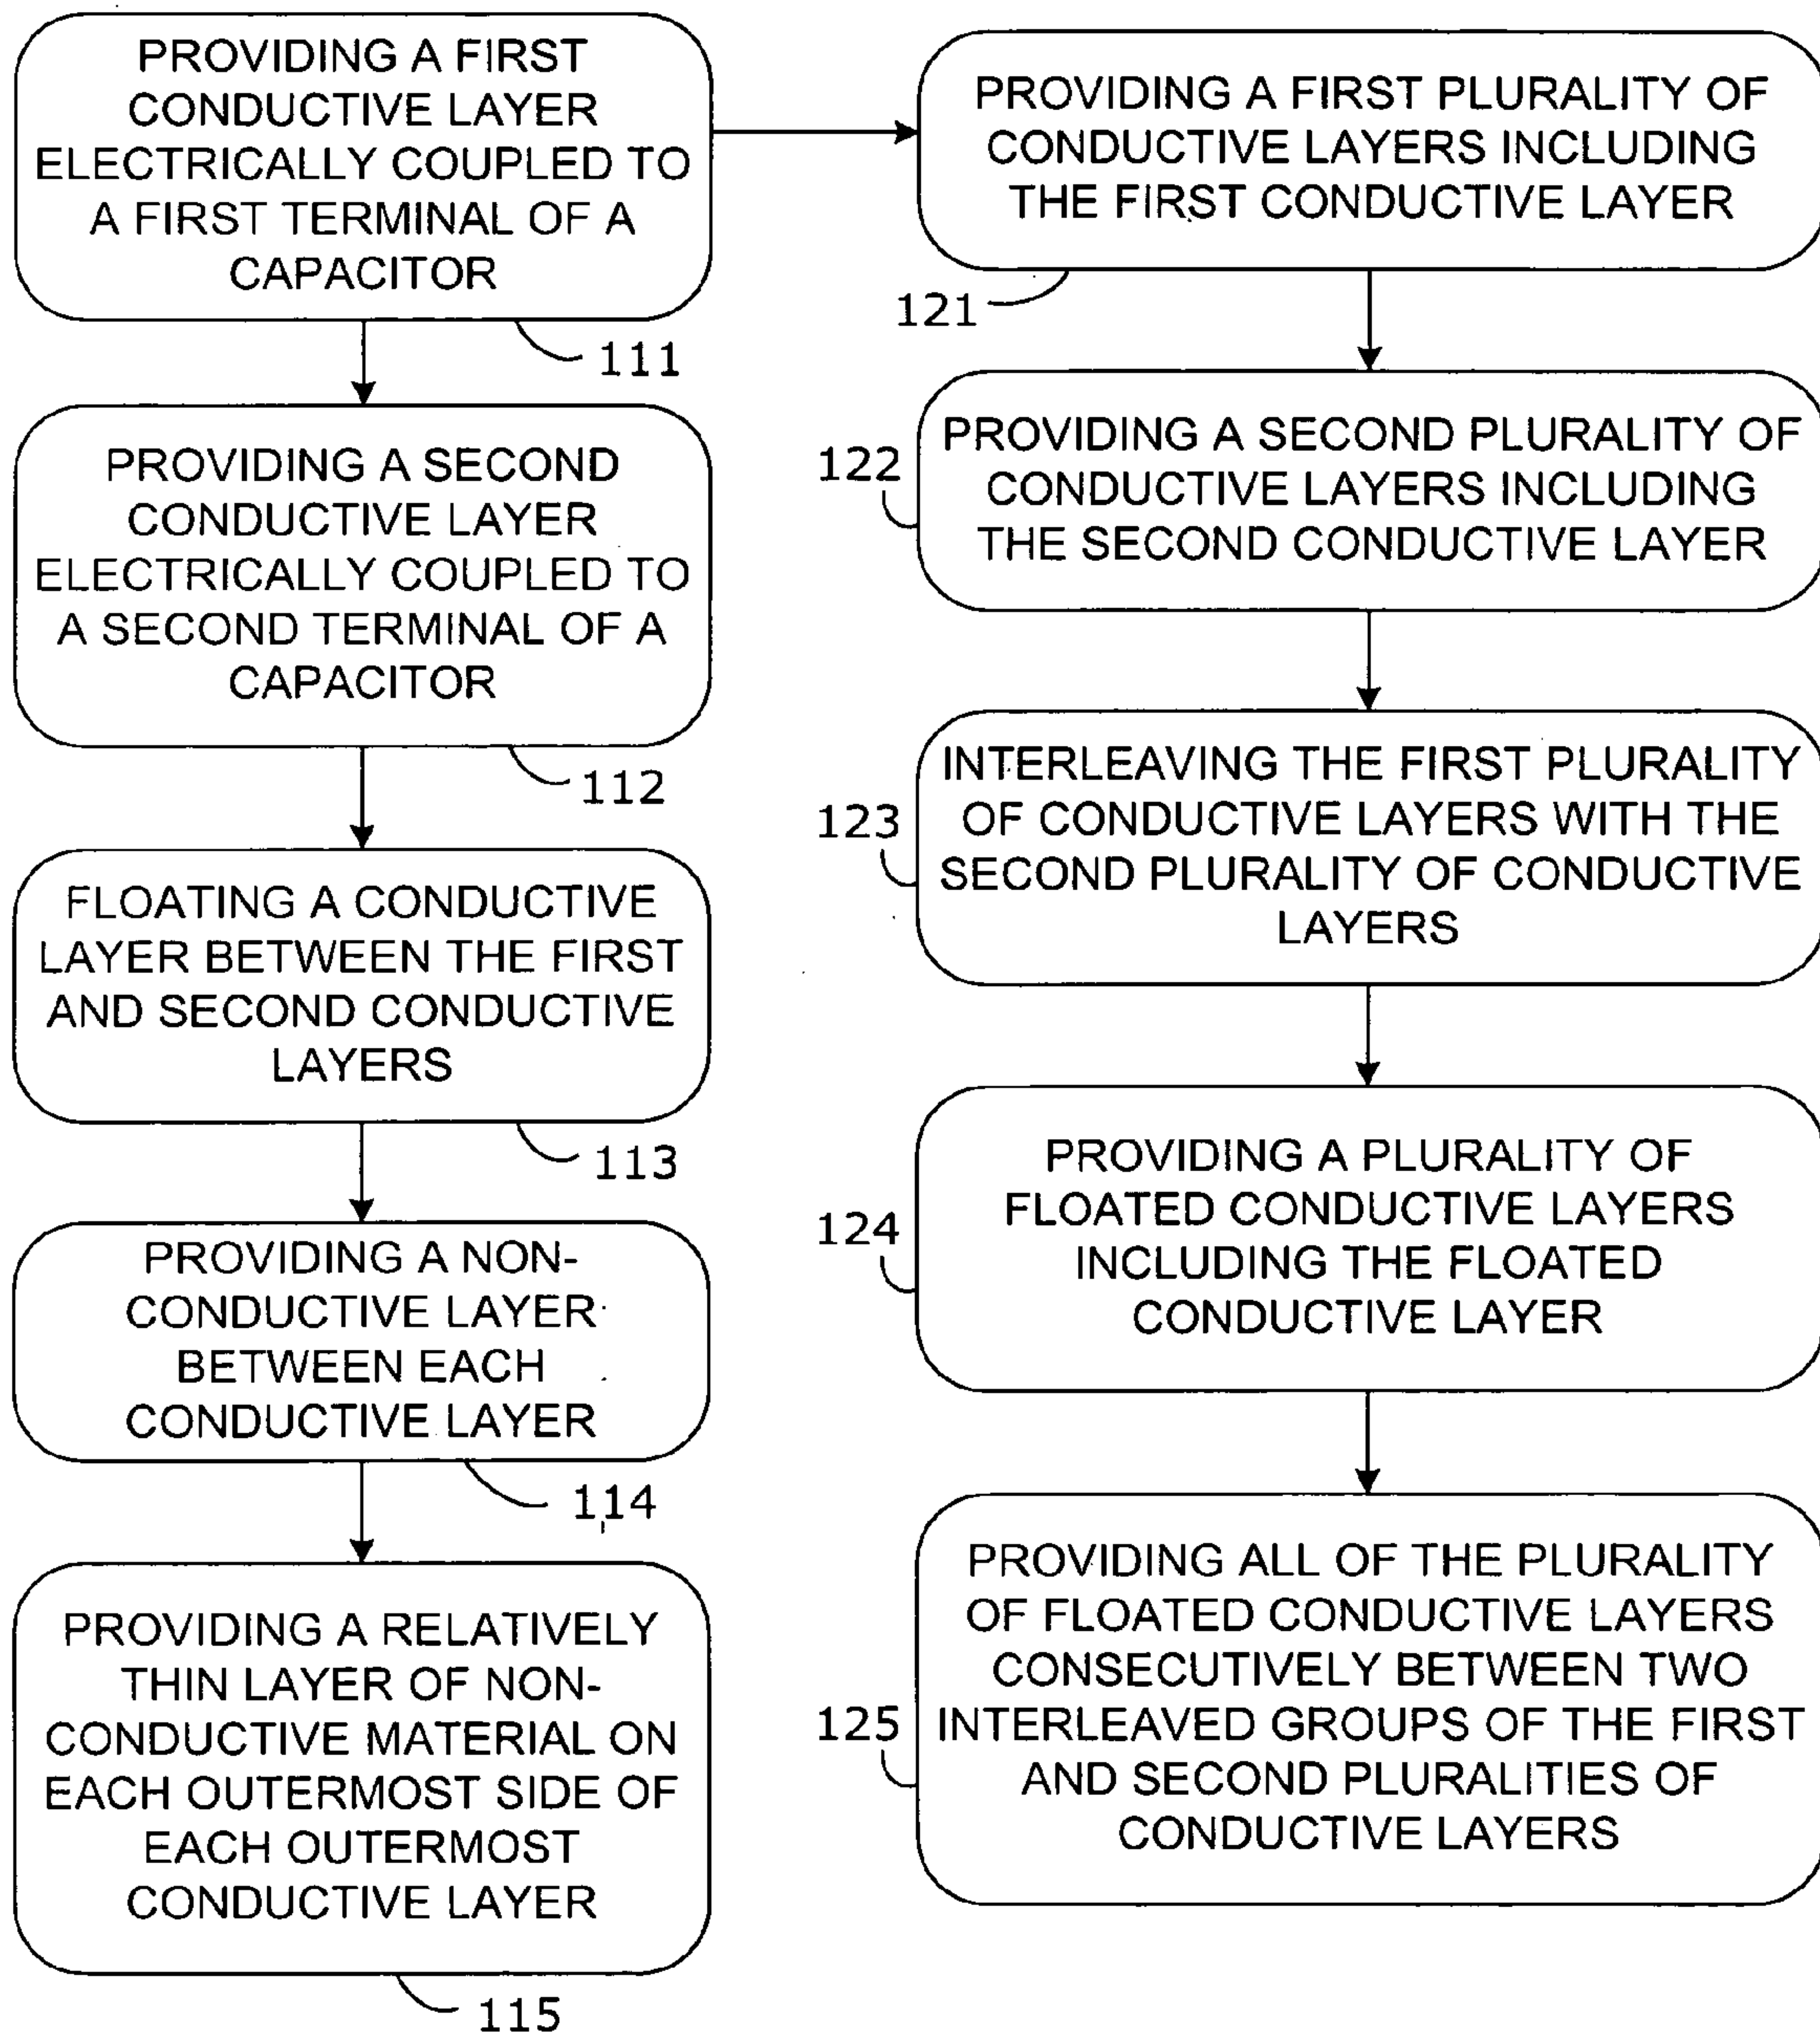 PROVIDING A FIRST
CONDUCTIVE LAYER
ELECTRICALLY COUPLED TO
A FIRST TERMINAL OF A
CAPACITOR
111
PROVIDING A SECOND
CONDUCTIVE LAYER
ELECTRICALLY COUPLED TO
A SECOND TERMINAL OF A
CAPACITOR
112
FLOATING A CONDUCTIVE
LAYER BETWEEN THE FIRST
AND SECOND CONDUCTIVE
LAYERS
113
PROVIDING A NON-
CONDUCTIVE LAYER
BETWEEN EACH
CONDUCTIVE LAYER
114
PROVIDING A RELATIVELY
THIN LAYER OF NON-
CONDUCTIVE MATERIAL ON
EACH OUTERMOST SIDE OF
EACH OUTERMOST
CONDUCTIVE LAYER
115
PROVIDING A FIRST PLURALITY OF
CONDUCTIVE LAYERS INCLUDING
THE FIRST CONDUCTIVE LAYER
121
PROVIDING A SECOND PLURALITY OF
CONDUCTIVE LAYERS INCLUDING
THE SECOND CONDUCTIVE LAYER
122
INTERLEAVING THE FIRST PLURALITY
OF CONDUCTIVE LAYERS WITH THE
SECOND PLURALITY OF CONDUCTIVE
LAYERS
123
PROVIDING A PLURALITY OF
FLOATED CONDUCTIVE LAYERS
INCLUDING THE FLOATED
CONDUCTIVE LAYER
124
PROVIDING ALL OF THE PLURALITY
OF FLOATED CONDUCTIVE LAYERS
CONSECUTIVELY BETWEEN TWO
INTERLEAVED GROUPS OF THE FIRST
AND SECOND PLURALITIES OF
CONDUCTIVE LAYERS
125